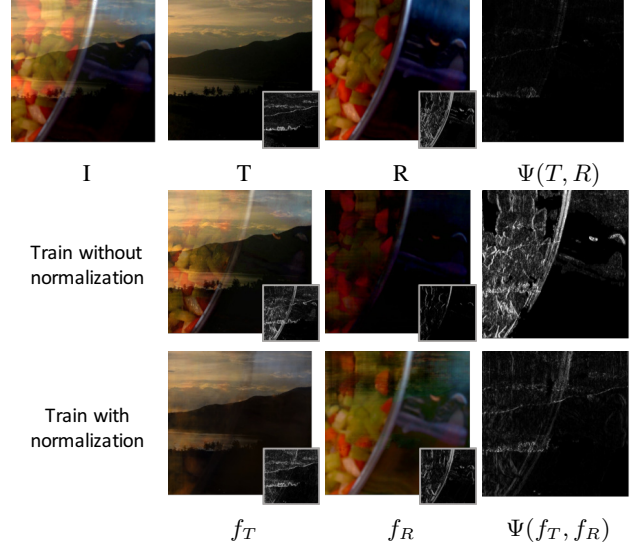 I
T
R
Ψ(T, R)
Train without
normalization
Train with
normalization
f_T
f_R
Ψ(f_T, f_R)